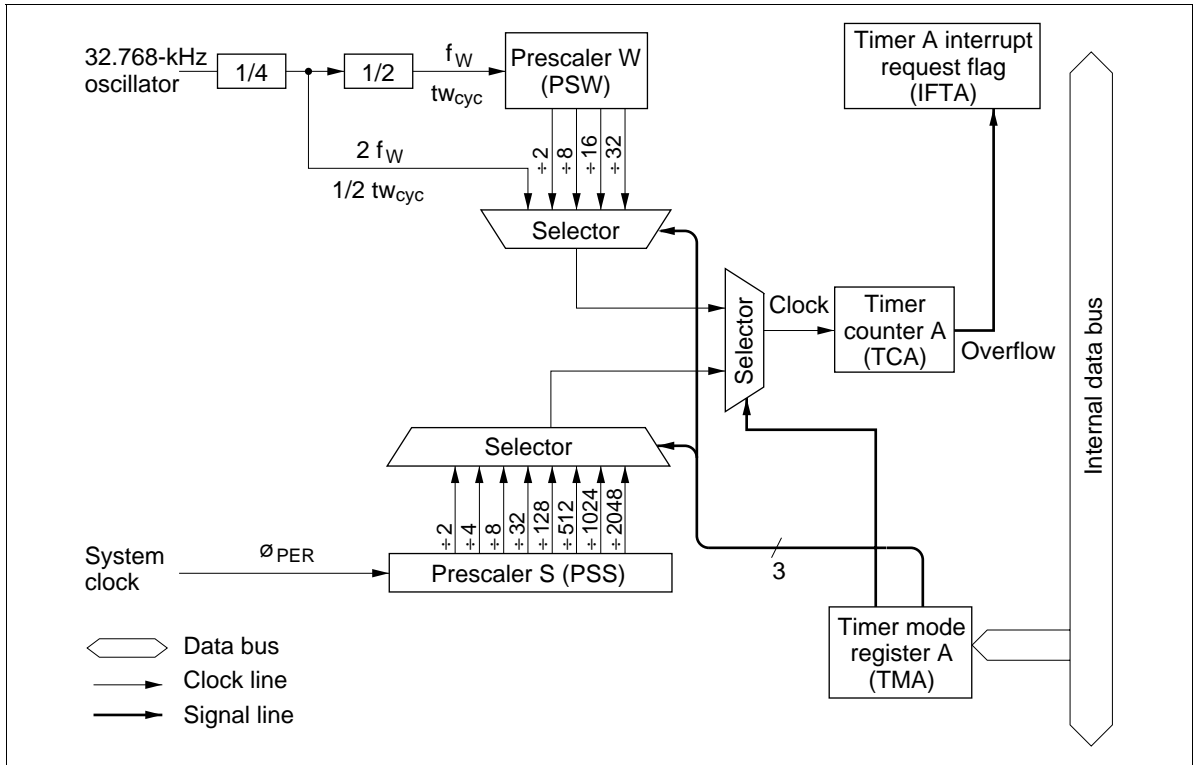 32.768-kHz
oscillator
1/4
1/2
fW
twcyc
Prescaler W
(PSW)
Timer A interrupt
request flag
(IFTA)
2 fW
1/2 twcyc
÷ 2
÷ 8
÷ 16
÷ 32
Selector
Selector
Clock
Timer
counter A
(TCA)
Overflow
Internal data bus
Selector
÷ 2
÷ 4
÷ 8
÷ 32
÷ 128
÷ 512
÷ 1024
÷ 2048
System
clock
øPER
Prescaler S (PSS)
3
Timer mode
register A
(TMA)
Data bus
Clock line
Signal line